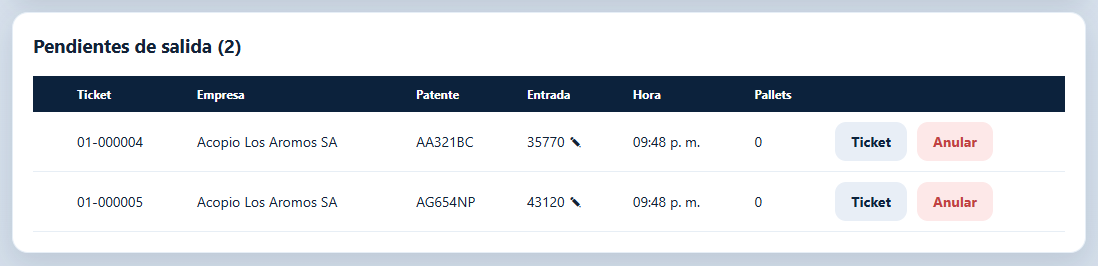 Pendientes de salida (2)
Ticket Empresa Patente Entrada Hora Pallets
01-000004 Acopio Los Aromos SA AA321BC 35770 09:48 p. m. 0 Ticket Anular
01-000005 Acopio Los Aromos SA AG654NP 43120 09:48 p. m. 0 Ticket Anular